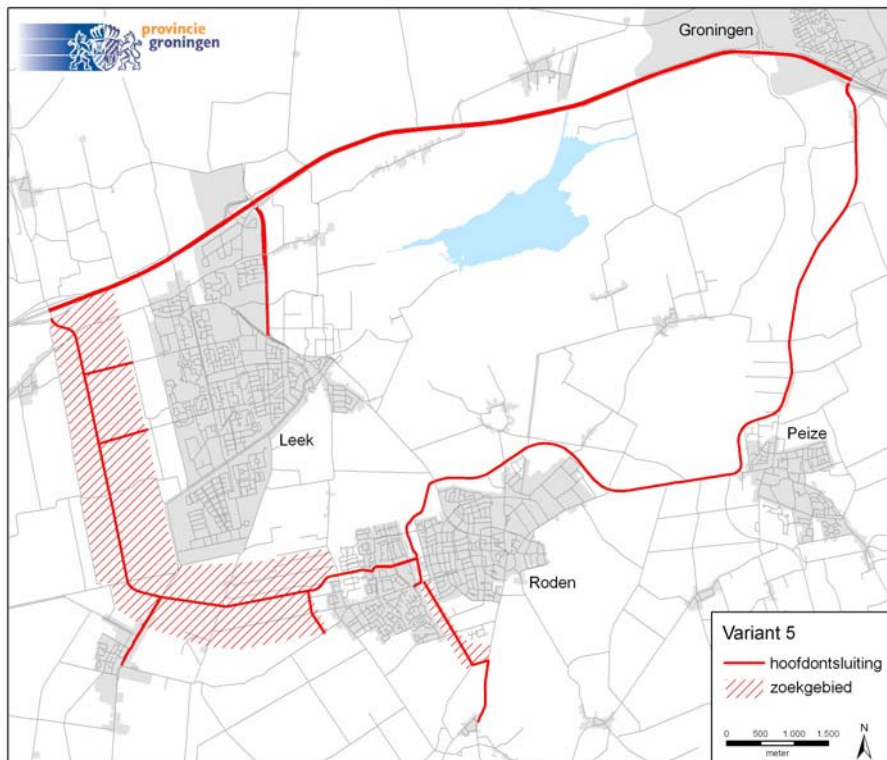 provincie
groningen
Groningen
Leek
Peize
Roden
Variant 5
hoofdontsluiting
zoekgebied
N
0 500 1.000 1.500
meter